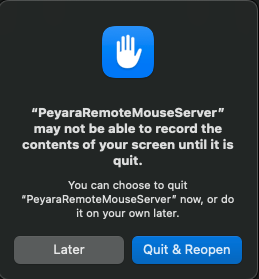 “PeyaraRemoteMouseServer”
may not be able to record the
contents of your screen until it is
quit.
You can choose to quit
“PeyaraRemoteMouseServer” now, or do
it on your own later.
Later
Quit & Reopen